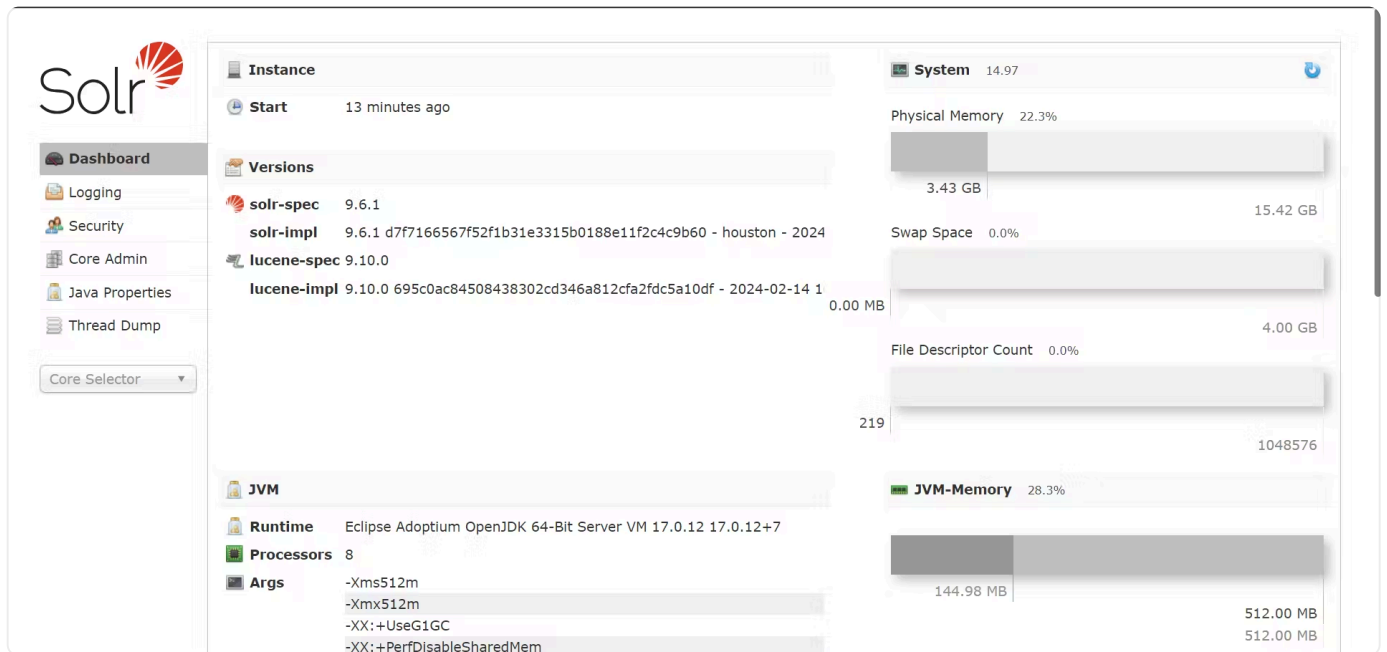 Solr
Dashboard
Logging
Security
Core Admin
Java Properties
Thread Dump
Core Selector
Instance
Start 13 minutes ago
Versions
solr-spec 9.6.1
solr-impl 9.6.1 d7f7166567f52f1b31e3315b0188e11f2c4c9b60 - houston - 2024
lucene-spec 9.10.0
lucene-impl 9.10.0 695c0ac84508438302cd346a812cfa2fdc5a10df - 2024-02-14 1
JVM
Runtime Eclipse Adoptium OpenJDK 64-Bit Server VM 17.0.12 17.0.12+7
Processors 8
Args -Xms512m
-Xmx512m
-XX:+UseG1GC
-XX:+PerfDisableSharedMem
System 14.97
Physical Memory 22.3%
3.43 GB
15.42 GB
Swap Space 0.0%
0.00 MB
4.00 GB
File Descriptor Count 0.0%
219
1048576
JVM-Memory 28.3%
144.98 MB
512.00 MB
512.00 MB